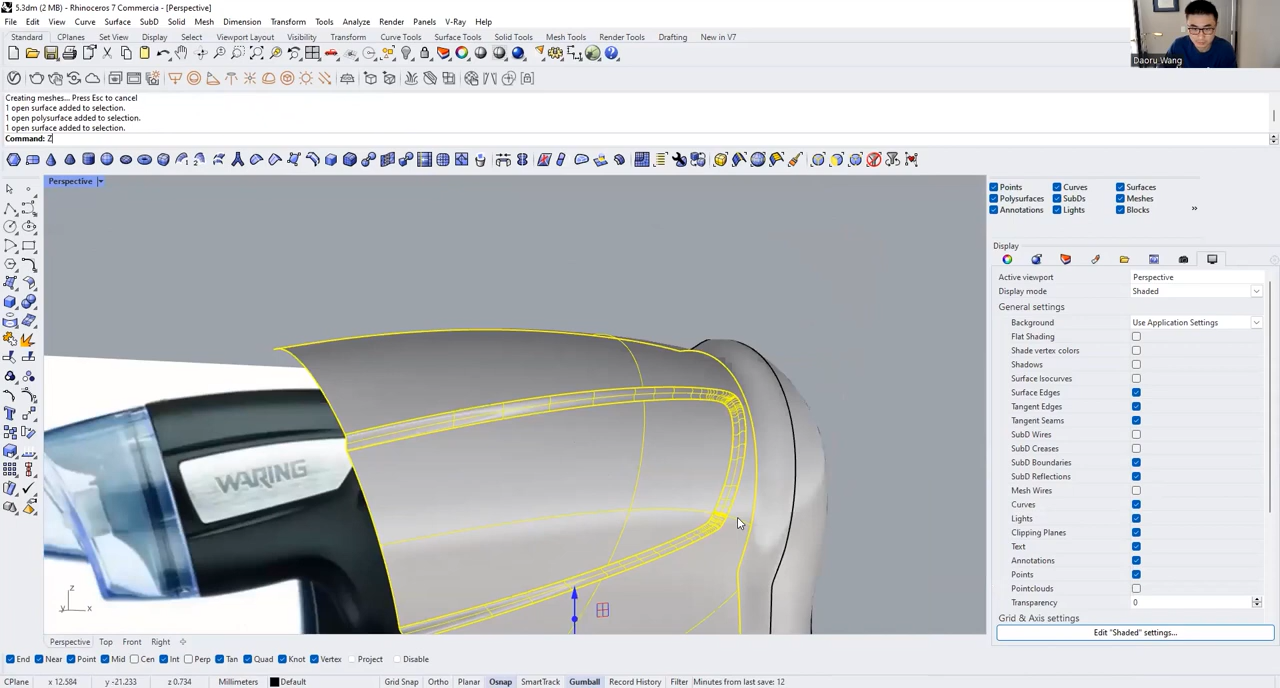 5.3dm (2 MB) - Rhinoceros 7 Commercia - [Perspective]
File Edit View Curve Surface SubD Solid Mesh Dimension Transform Tools Analyze Render Panels V-Ray Help
Standard CPlanes Set View Display Select Viewport Layout Visibility Transform Curve Tools Surface Tools Solid Tools Mesh Tools Render Tools Drafting New in V7
Daoru Wang
Creating meshes... Press Esc to cancel
1 open surface added to selection.
1 open polysurface added to selection.
1 open surface added to selection.
Command: Z
Perspective
Points Curves Surfaces
Polysurfaces SubDs Meshes
Annotations Lights Blocks »
Display
Active viewport Perspective
Display mode Shaded
General settings
Background Use Application Settings
Flat Shading
Shade vertex colors
Shadows
Surface Isocurves
Surface Edges
Tangent Edges
Tangent Seams
SubD Wires
SubD Creases
SubD Boundaries
SubD Reflections
Mesh Wires
Curves
Lights
Clipping Planes
Text
Annotations
Points
Pointclouds
Transparency 0
Grid & Axis settings
Edit "Shaded" settings...
WARING
z
y x
Perspective Top Front Right
End Near Point Mid Cen Int Perp Tan Quad Knot Vertex Project Disable
CPlane x 12.584 y -21.233 z 0.734 Millimeters Default Grid Snap Ortho Planar Osnap SmartTrack Gumball Record History Filter Minutes from last save: 12